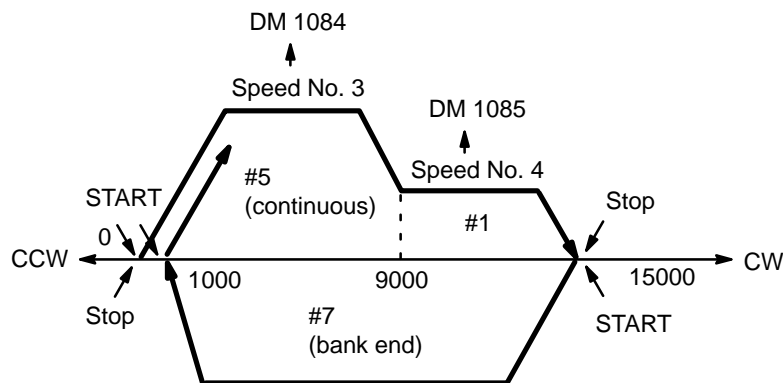 DM 1084
Speed No. 3
DM 1085
Speed No. 4
START
#5
(continuous)
#1
Stop
0
CCW
CW
1000
9000
15000
Stop
#7
(bank end)
START